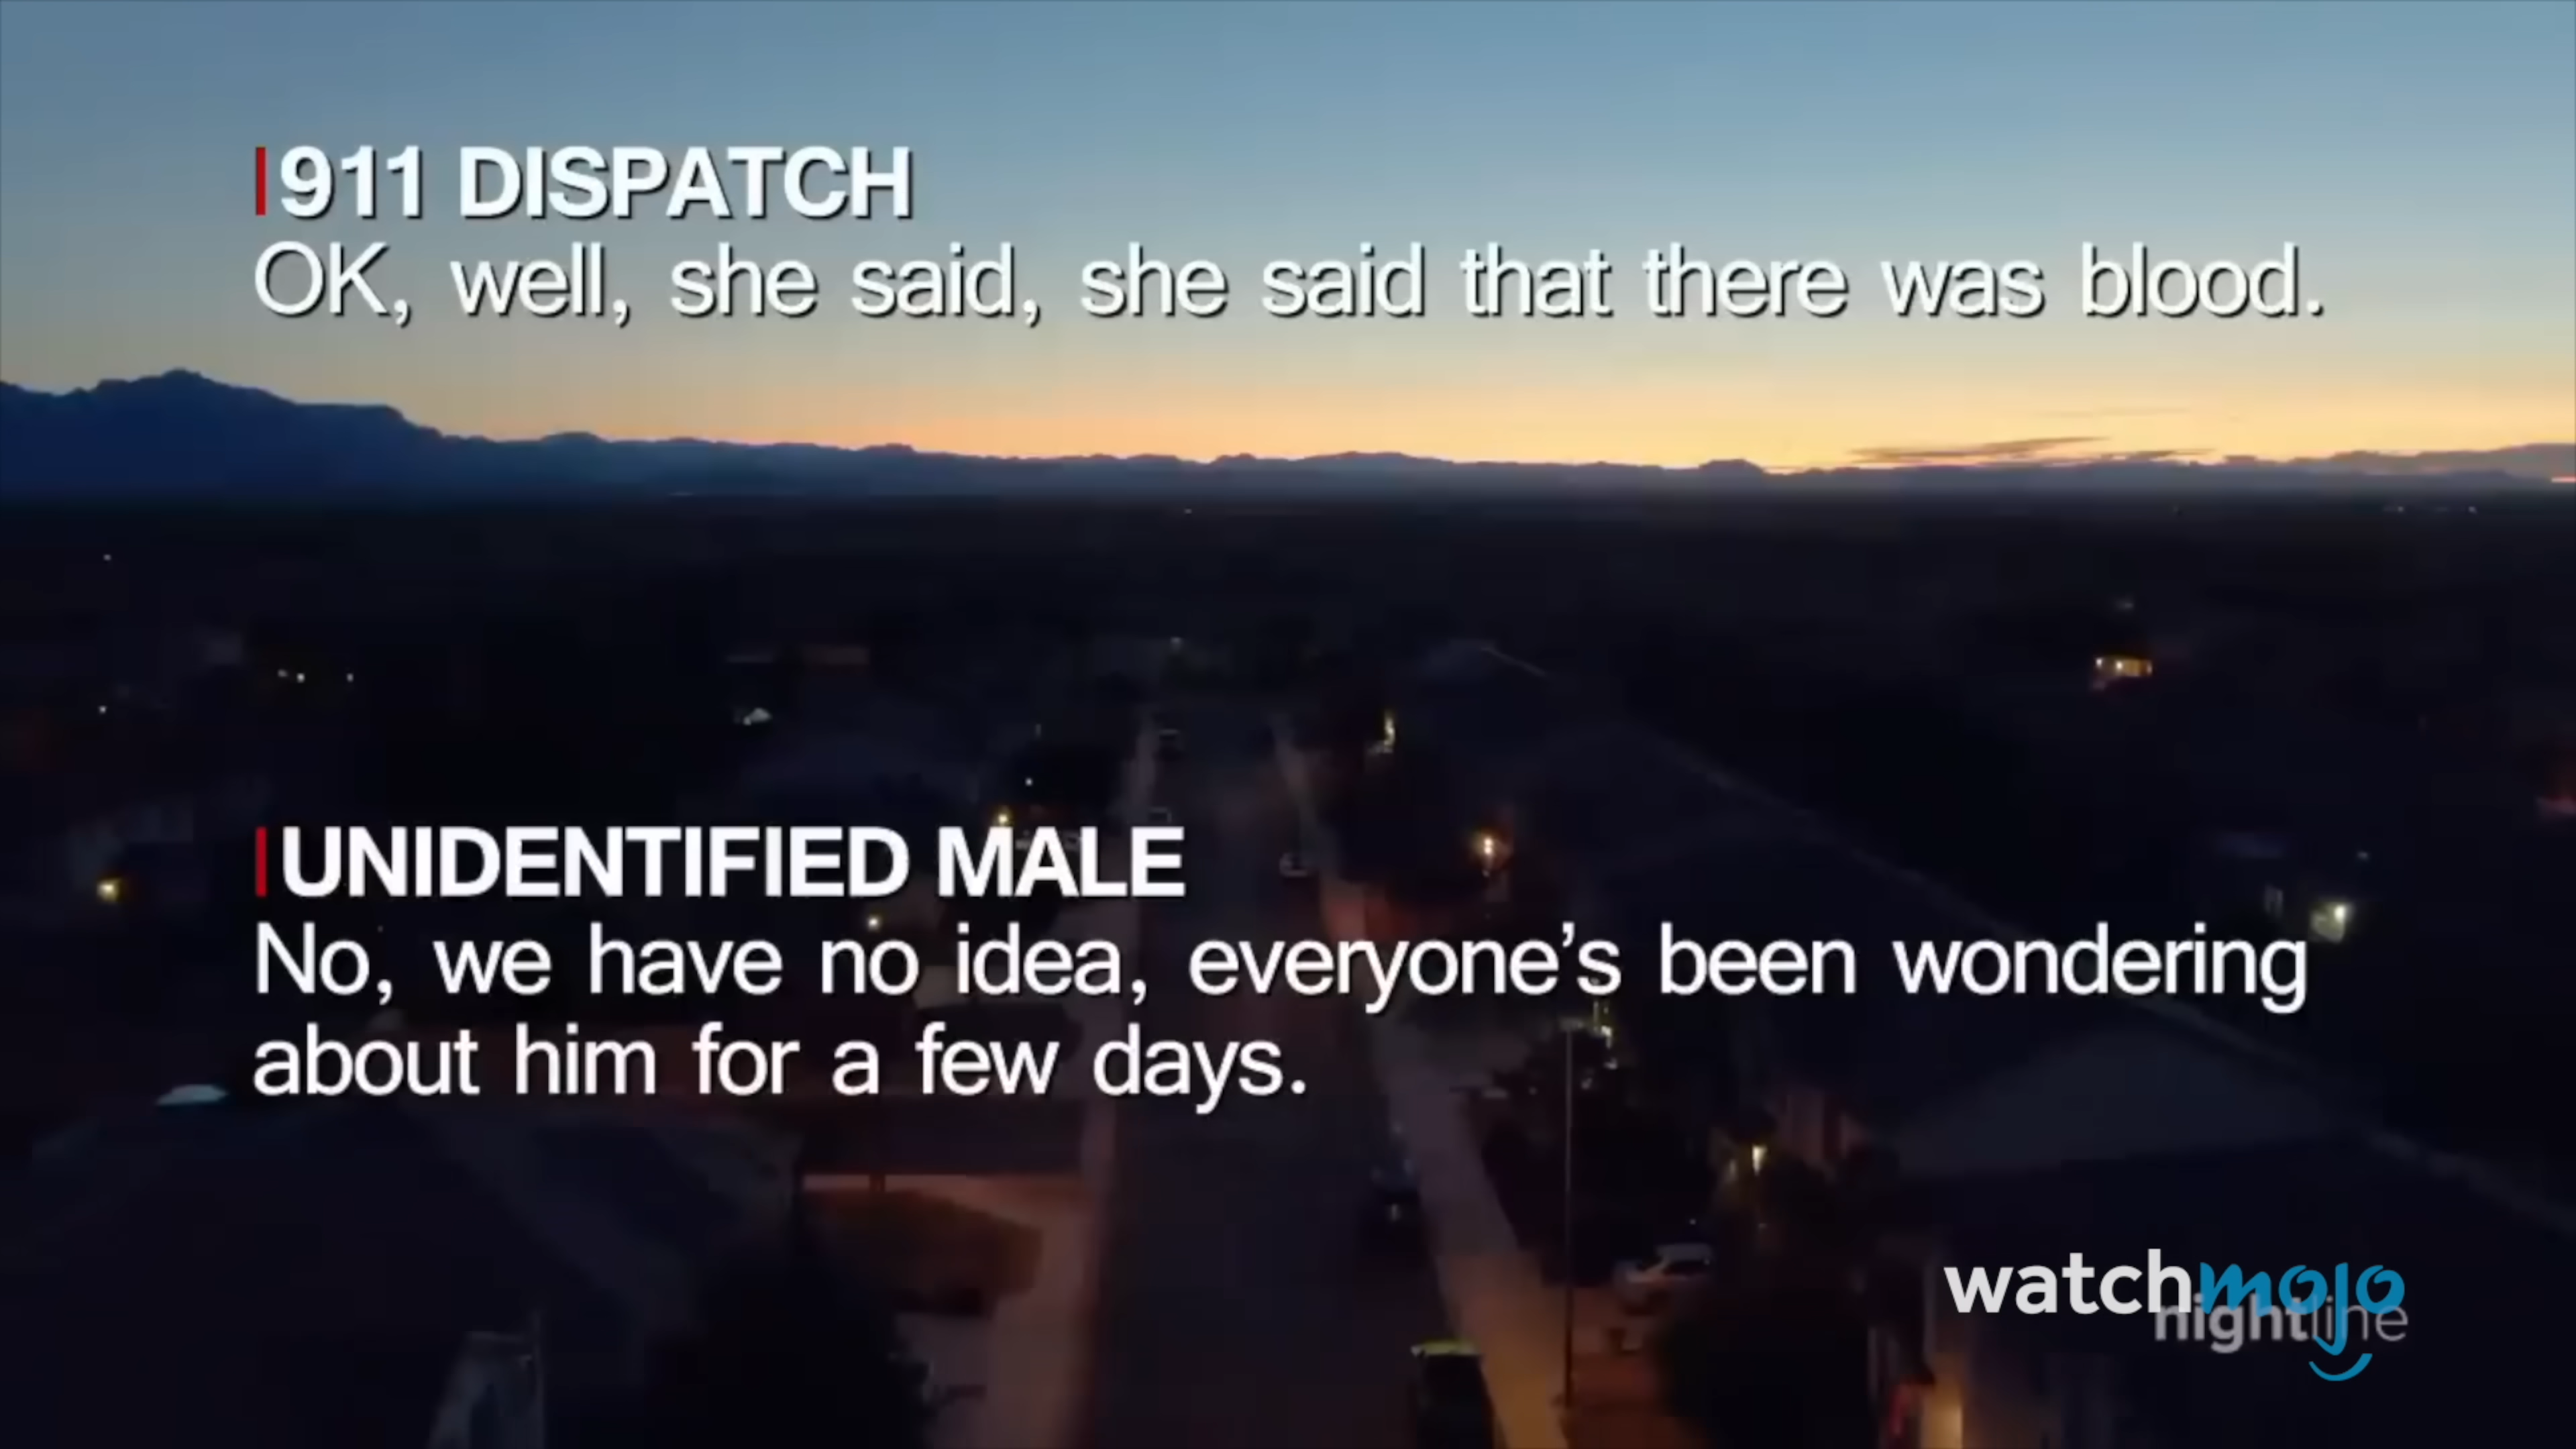 911 DISPATCH
OK, well, she said, she said that there was blood.
UNIDENTIFIED MALE
No, we have no idea, everyone’s been wondering
about him for a few days.
watchmojo
nightline